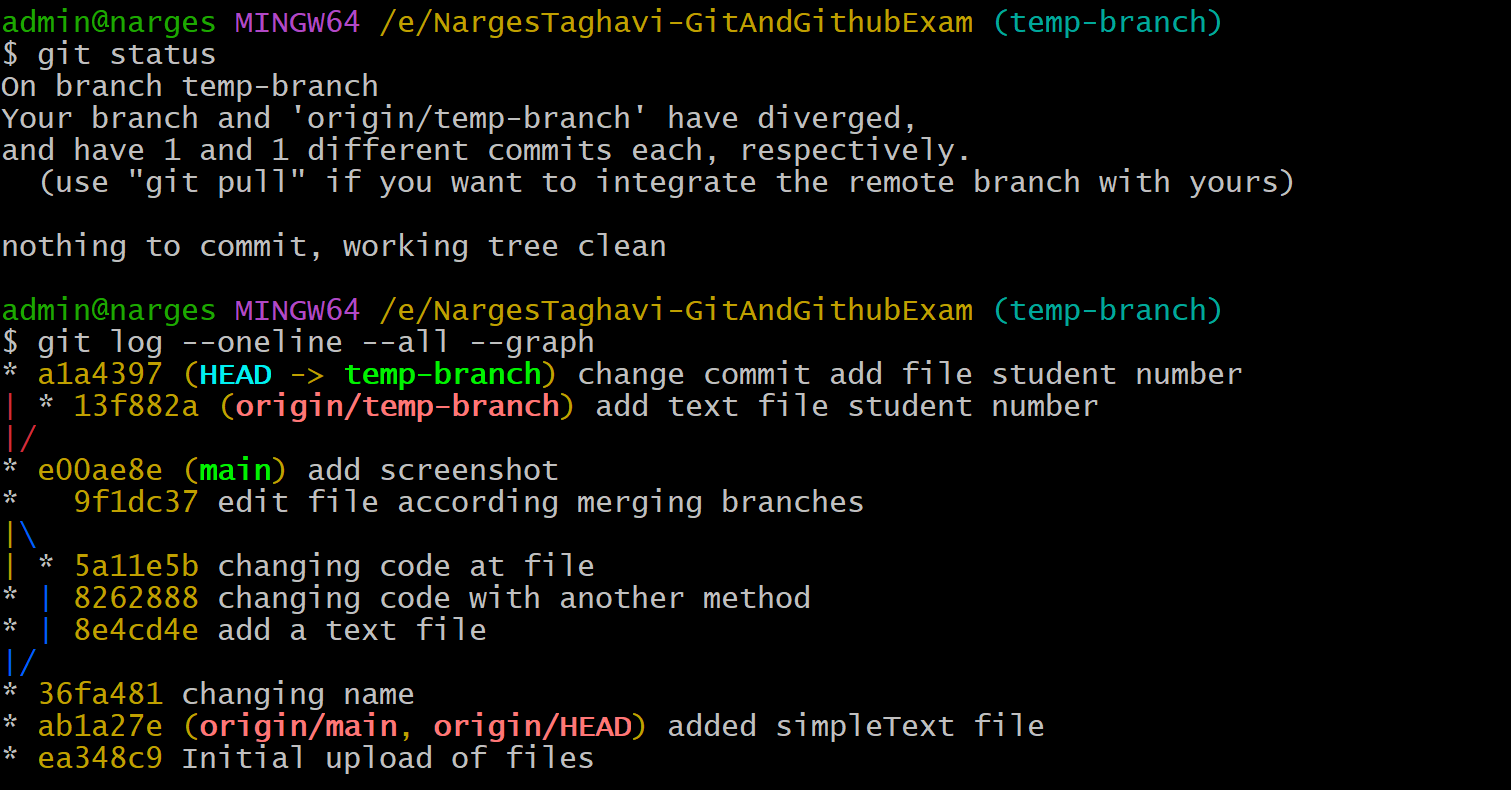 admin@narges MINGW64 /e/NargesTaghavi-GitAndGithubExam (temp-branch)
$ git status
On branch temp-branch
Your branch and 'origin/temp-branch' have diverged,
and have 1 and 1 different commits each, respectively.
  (use "git pull" if you want to integrate the remote branch with yours)

nothing to commit, working tree clean

admin@narges MINGW64 /e/NargesTaghavi-GitAndGithubExam (temp-branch)
$ git log --oneline --all --graph
* a1a4397 (HEAD -> temp-branch) change commit add file student number
| * 13f882a (origin/temp-branch) add text file student number
|/
* e00ae8e (main) add screenshot
*   9f1dc37 edit file according merging branches
|\
| * 5a11e5b changing code at file
* | 8262888 changing code with another method
* | 8e4cd4e add a text file
|/
* 36fa481 changing name
* ab1a27e (origin/main, origin/HEAD) added simpleText file
* ea348c9 Initial upload of files